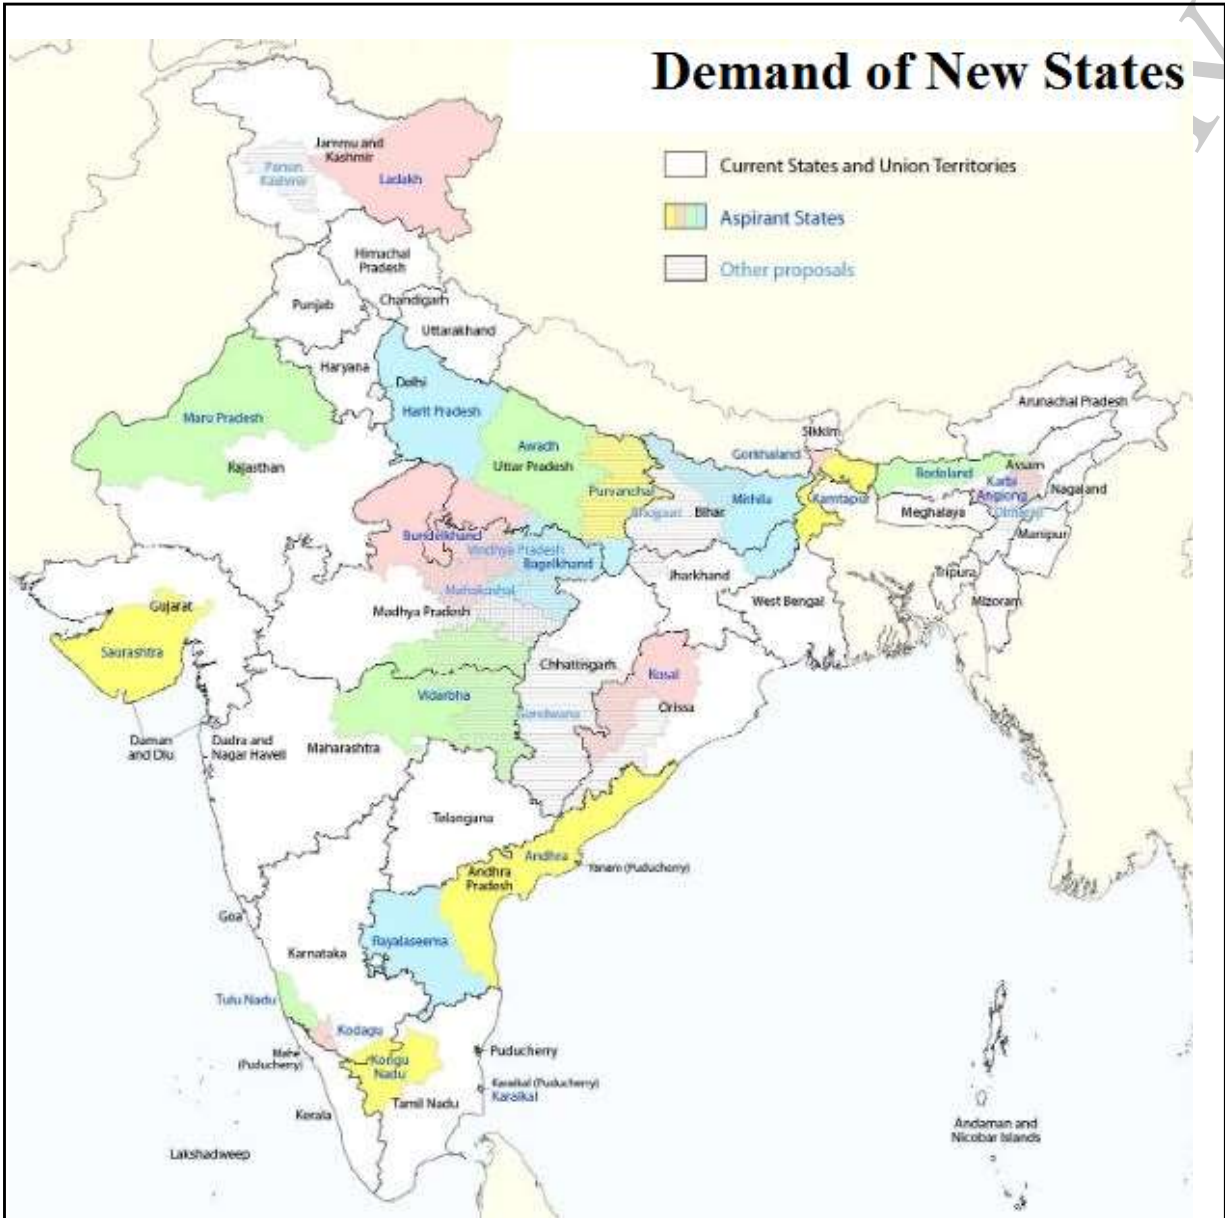 Demand of New States
Current States and Union Territories
Aspirant States
Other proposals
Jammu and
Kashmir
Panun
Kashmir
Ladakh
Himachal
Pradesh
Punjab
Chandigarh
Uttarakhand
Haryana
Delhi
Harit Pradesh
Maru Pradesh
Rajasthan
Awadh
Uttar Pradesh
Purvanchal
Bhojpuri
Bihar
Mithila
Sikkim
Gorkhaland
Kamtapur
Arunachal Pradesh
Bodoland
Assam
Karbi
Anglong
Nagaland
Meghalaya
Dimaraji
Manipur
Tripura
Mizoram
Bundelkhand
Vindhya Pradesh
Bagelkhand
Mahakoshal
Madhya Pradesh
Jharkhand
West Bengal
Gujarat
Saurashtra
Chhattisgarh
Kosal
Orissa
Vidarbha
Gondwana
Daman
and Diu
Dadra and
Nagar Haveli
Maharashtra
Telangana
Andhra
Andhra
Pradesh
Yanam (Puducherry)
Goa
Karnataka
Rayalaseema
Tulu Nadu
Kodagu
Mahe
(Puducherry)
Kongu
Nadu
Puducherry
Karaikal (Puducherry)
Karaikal
Tamil Nadu
Kerala
Lakshadweep
Andaman and
Nicobar Islands